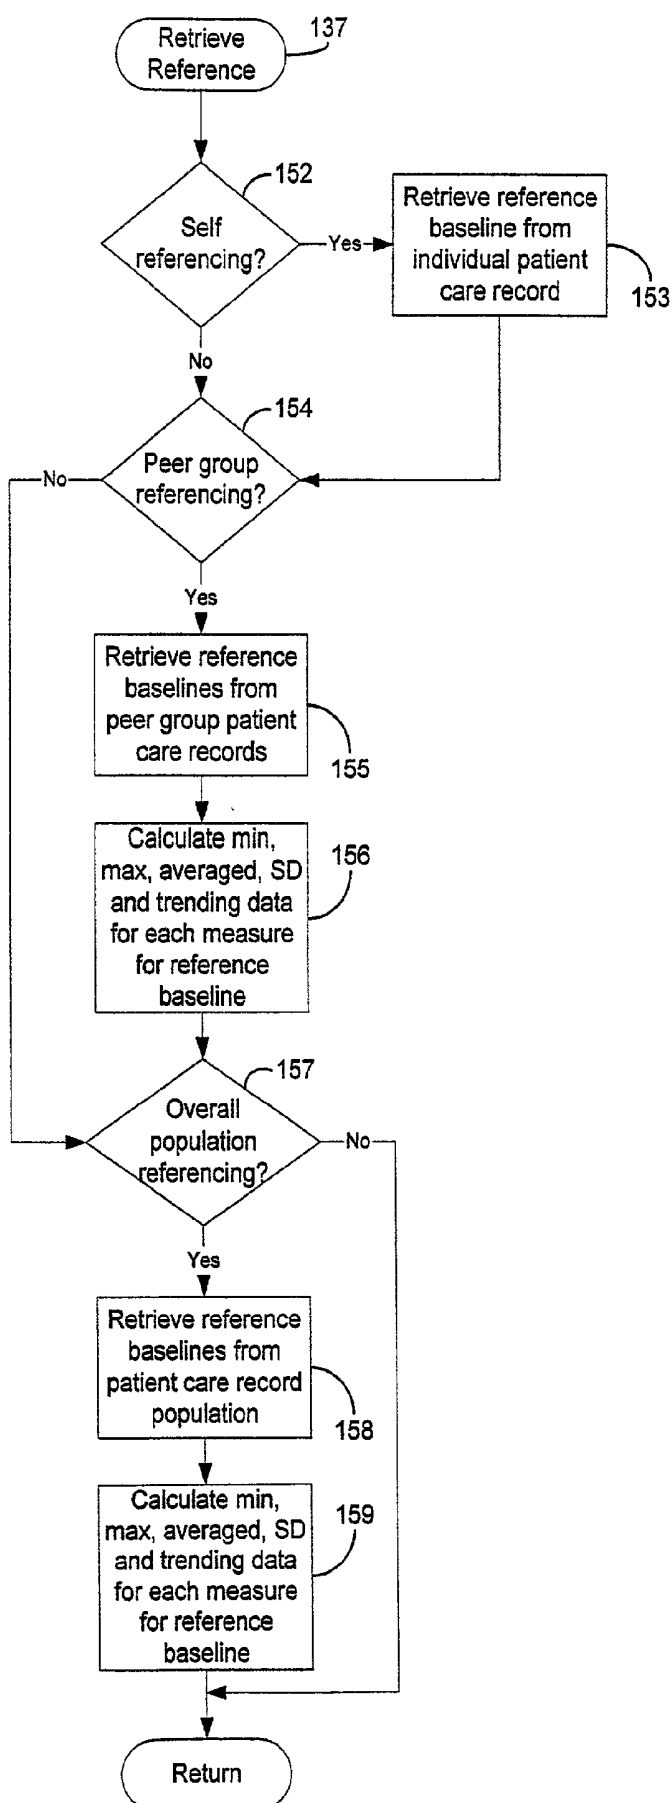 Retrieve
Reference
137
152
Self
referencing?
Yes
Retrieve reference
baseline from
individual patient
care record
153
No
154
Peer group
referencing?
No
Yes
Retrieve reference
baselines from
peer group patient
care records
155
Calculate min,
max, averaged, SD
and trending data
for each measure
for reference
baseline
156
157
Overall
population
referencing?
No
Yes
Retrieve reference
baselines from
patient care record
population
158
Calculate min,
max, averaged, SD
and trending data
for each measure
for reference
baseline
159
Return